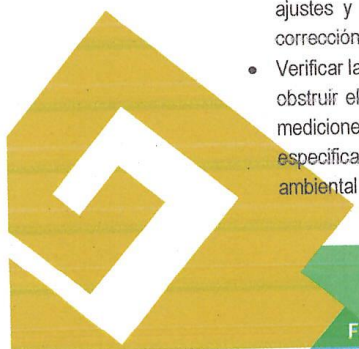 ajustes y
corrección
• Verificar la
obstruir el
medicione
especifica
ambiental
F